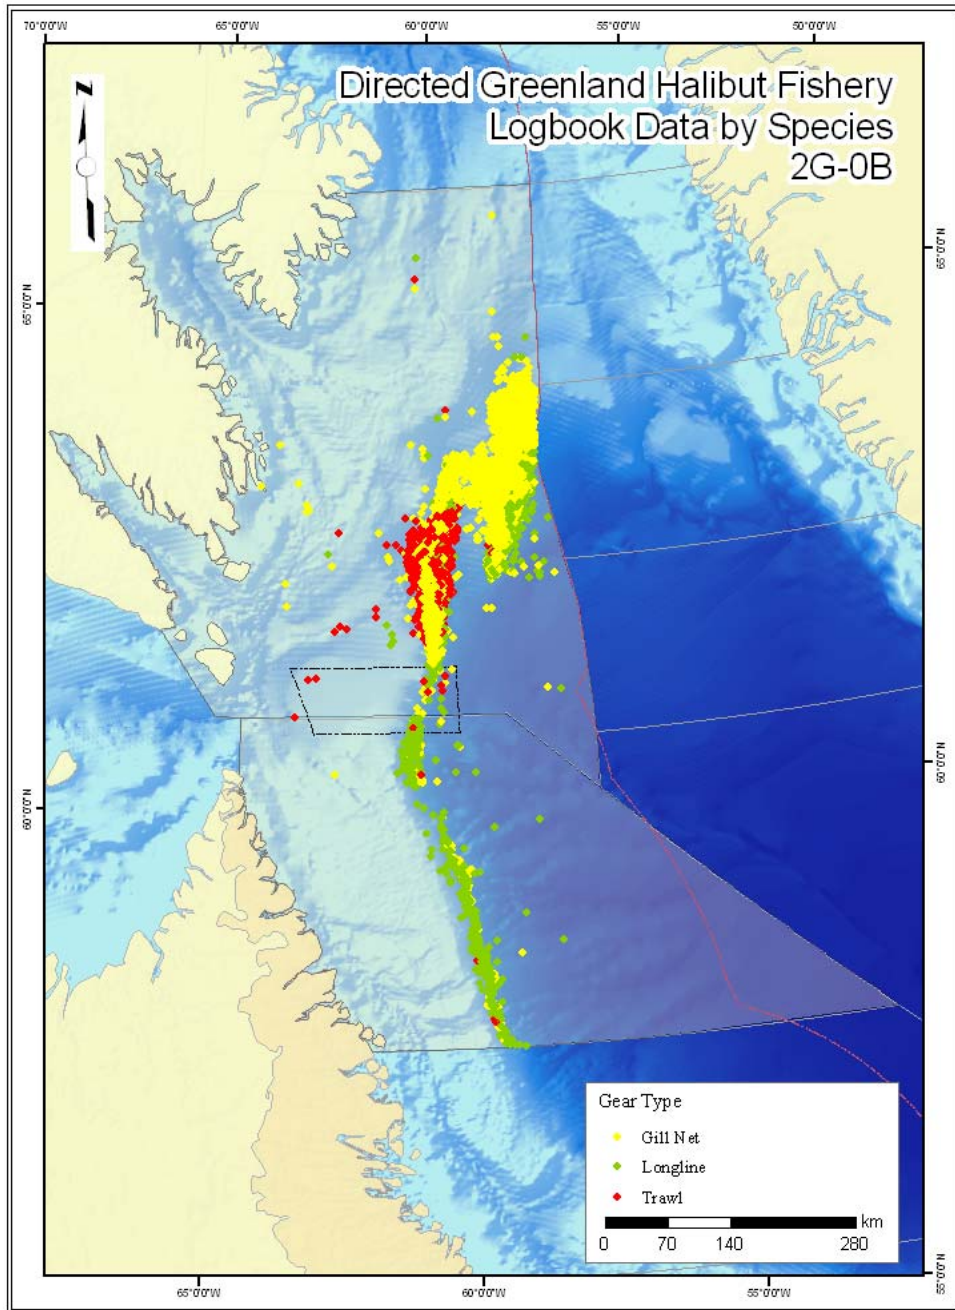 70°0'0"W 65°0'0"W 60°0'0"W 55°0'0"W 50°0'0"W
Directed Greenland Halibut Fishery
Logbook Data by Species
2G-0B
N
65°0'0"N
65°0'0"N
60°0'0"N
60°0'0"N
Gear Type
Gill Net
Longline
Trawl
km
0 70 140 280
55°0'0"N
65°0'0"W 60°0'0"W 55°0'0"W